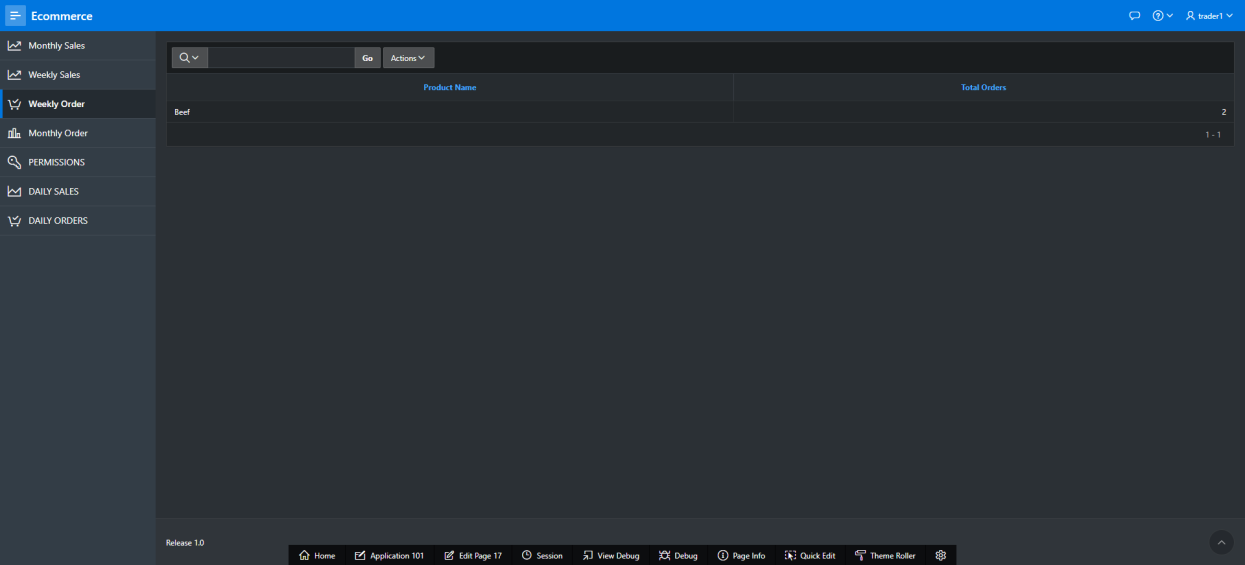 Ecommerce
trader1
Monthly Sales
Weekly Sales
Weekly Order
Monthly Order
PERMISSIONS
DAILY SALES
DAILY ORDERS
Go Actions
Product Name Total Orders
Beef 2
1 - 1
Release 1.0
Home Application 101 Edit Page 17 Session View Debug Debug Page Info Quick Edit Theme Roller